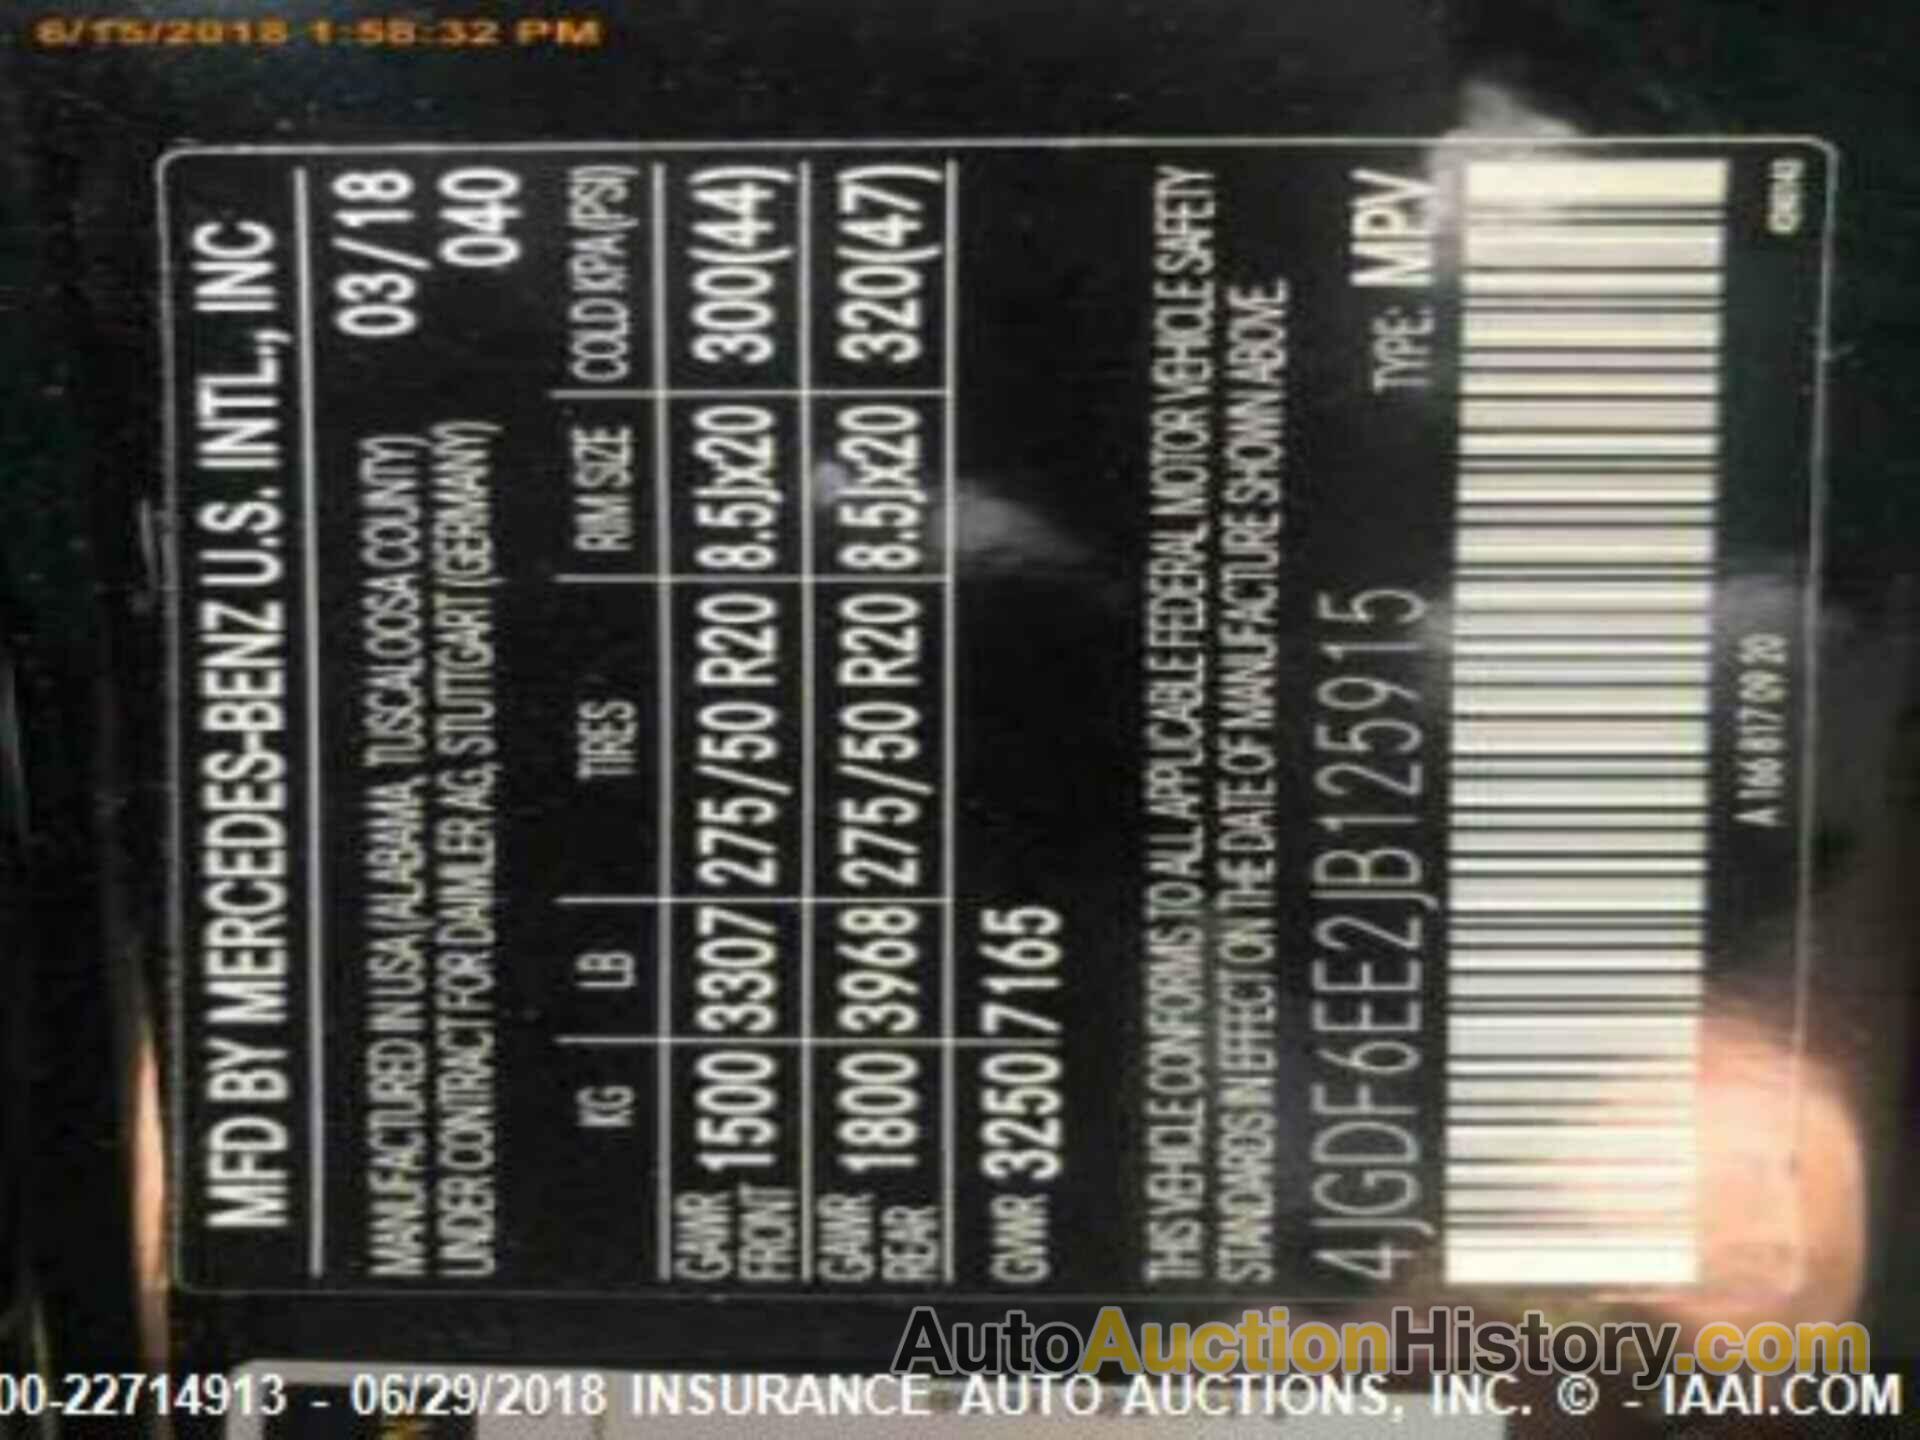 6/15/2018 1:58:32 PM
MFD BY MERCEDES-BENZ U.S. INTL., INC
MANUFACTURED IN USA (ALABAMA, TUSCALOOSA COUNTY) 03/18
UNDER CONTRACT FOR DAIMLER AG, STUTTGART (GERMANY) 040
KG LB TIRES RIM SIZE COLD KPA (PSI)
GAWR FRONT 1500 3307 275/50 R20 8.5Jx20 300(44)
GAWR REAR 1800 3968 275/50 R20 8.5Jx20 320(47)
GVWR 3250 7165
THIS VEHICLE CONFORMS TO ALL APPLICABLE FEDERAL MOTOR VEHICLE SAFETY
STANDARDS IN EFFECT ON THE DATE OF MANUFACTURE SHOWN ABOVE.
4JGDF6EE2JB125915 TYPE: MPV
A 166 817 09 20
AutoAuctionHistory.com
00-22714913 - 06/29/2018 INSURANCE AUTO AUCTIONS, INC. © - IAAI.COM